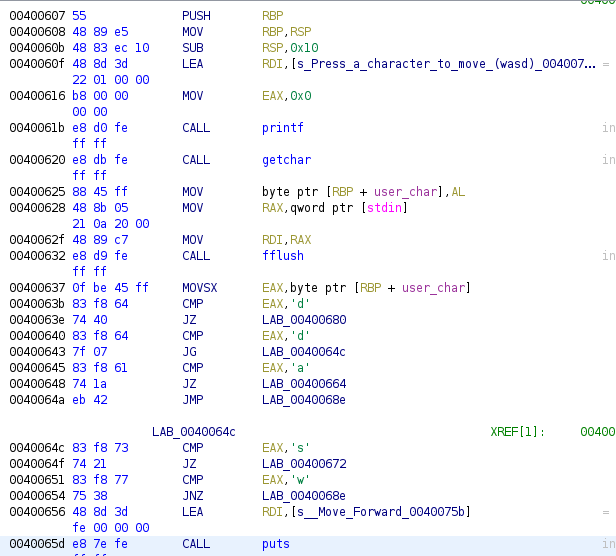 00400607 55 PUSH RBP
00400608 48 89 e5 MOV RBP,RSP
0040060b 48 83 ec 10 SUB RSP,0x10
0040060f 48 8d 3d LEA RDI,[s_Press_a_character_to_move_(wasd)_004007... =
22 01 00 00
00400616 b8 00 00 MOV EAX,0x0
00 00
0040061b e8 d0 fe CALL printf in
ff ff
00400620 e8 db fe CALL getchar in
ff ff
00400625 88 45 ff MOV byte ptr [RBP + user_char],AL
00400628 48 8b 05 MOV RAX,qword ptr [stdin]
21 0a 20 00
0040062f 48 89 c7 MOV RDI,RAX
00400632 e8 d9 fe CALL fflush in
ff ff
00400637 0f be 45 ff MOVSX EAX,byte ptr [RBP + user_char]
0040063b 83 f8 64 CMP EAX,'d'
0040063e 74 40 JZ LAB_00400680
00400640 83 f8 64 CMP EAX,'d'
00400643 7f 07 JG LAB_0040064c
00400645 83 f8 61 CMP EAX,'a'
00400648 74 1a JZ LAB_00400664
0040064a eb 42 JMP LAB_0040068e
LAB_0040064c XREF[1]: 00400
0040064c 83 f8 73 CMP EAX,'s'
0040064f 74 21 JZ LAB_00400672
00400651 83 f8 77 CMP EAX,'w'
00400654 75 38 JNZ LAB_0040068e
00400656 48 8d 3d LEA RDI,[s__Move_Forward_0040075b] =
fe 00 00 00
0040065d e8 7e fe CALL puts in